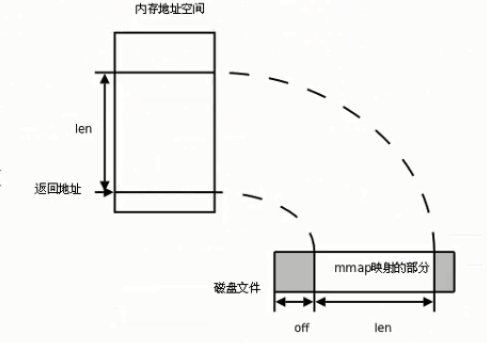 内存地址空间
len
返回地址
mmap映射的部分
磁盘文件
off
len